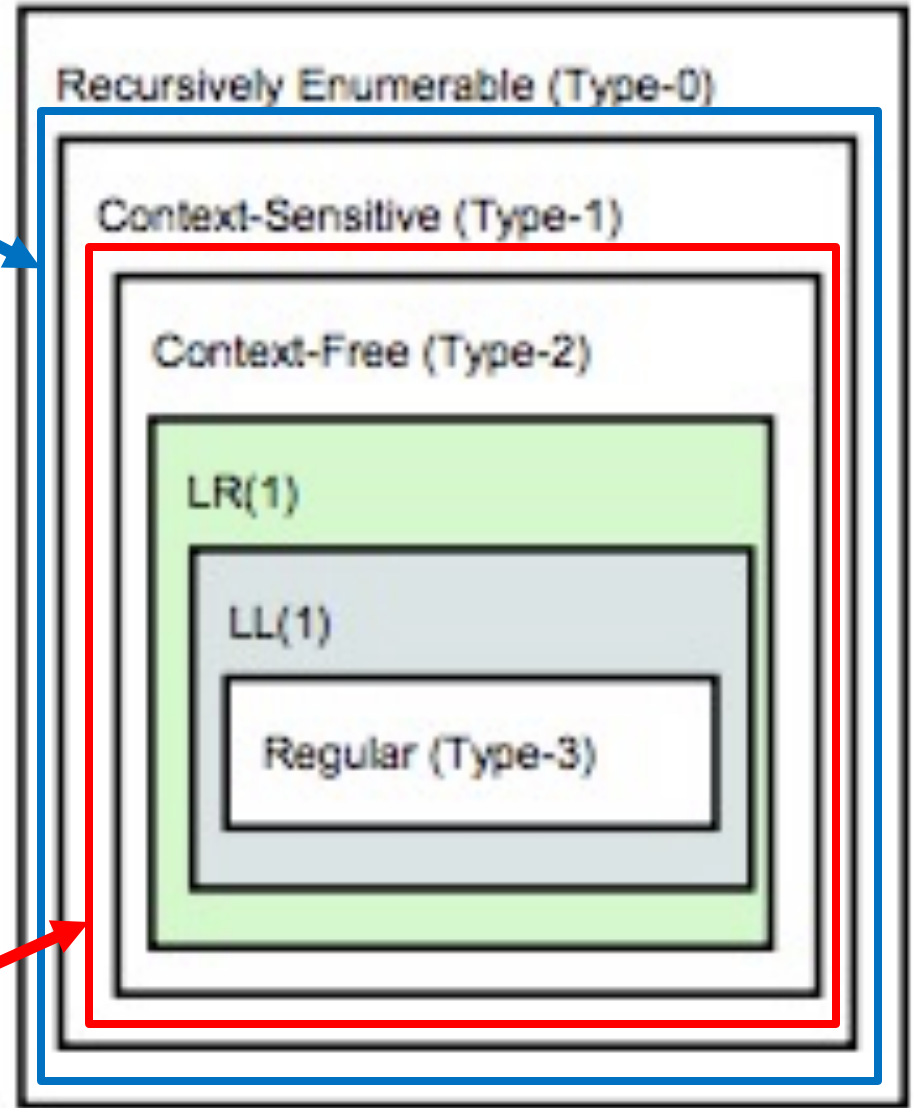 Recursively Enumerable (Type-0)
Context-Sensitive (Type-1)
Context-Free (Type-2)
LR(1)
LL(1)
Regular (Type-3)